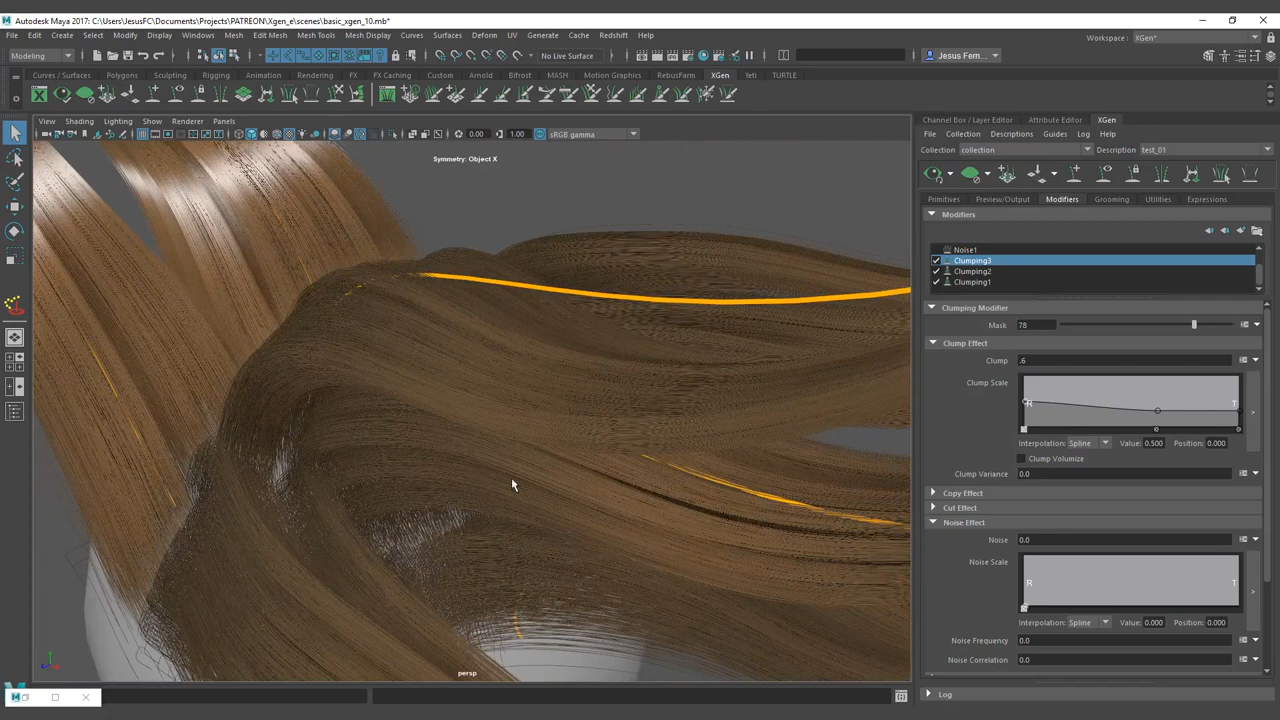 Autodesk Maya 2017: C:\Users\JesusFC\Documents\Projects\PATREON\Xgen_e\scenes\basic_xgen_10.mb*
File Edit Create Select Modify Display Windows Mesh Edit Mesh Mesh Tools Mesh Display Curves Surfaces Deform UV Generate Cache Arnold Redshift Help
Workspace : XGen*
Modeling
No Live Surface
Jesus Fern...
Curves / Surfaces Polygons Sculpting Rigging Animation Rendering FX FX Caching Custom Arnold Bifrost MASH Motion Graphics RebusFarm XGen Yeti TURTLE
View Shading Lighting Show Renderer Panels
0.00 1.00 sRGB gamma
Symmetry: Object X
persp
Channel Box / Layer Editor Attribute Editor XGen
File Collection Descriptions Guides Log Help
Collection collection Description test_01
Primitives Preview/Output Modifiers Grooming Utilities Expressions
Modifiers
Noise1
Clumping3
Clumping2
Clumping1
Clumping Modifier
Mask 78
Clump Effect
Clump .6
Clump Scale
R T
Interpolation: Spline Value: 0.500 Position: 0.000
Clump Volumize
Clump Variance 0.0
Copy Effect
Cut Effect
Noise Effect
Noise 0.0
Noise Scale
R T
Interpolation: Spline Value: 0.000 Position: 0.000
Noise Frequency 0.0
Noise Correlation 0.0
Log